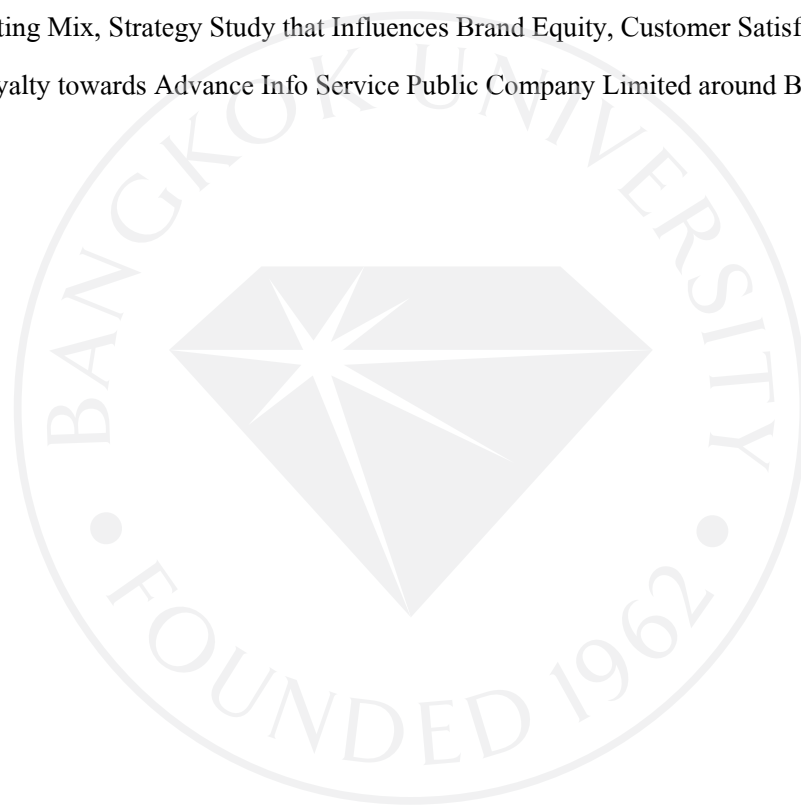 ting Mix, Strategy Study that Influences Brand Equity, Customer Satisf
yalty towards Advance Info Service Public Company Limited around B
BANGKOK UNIVERSITY
FOUNDED 1962